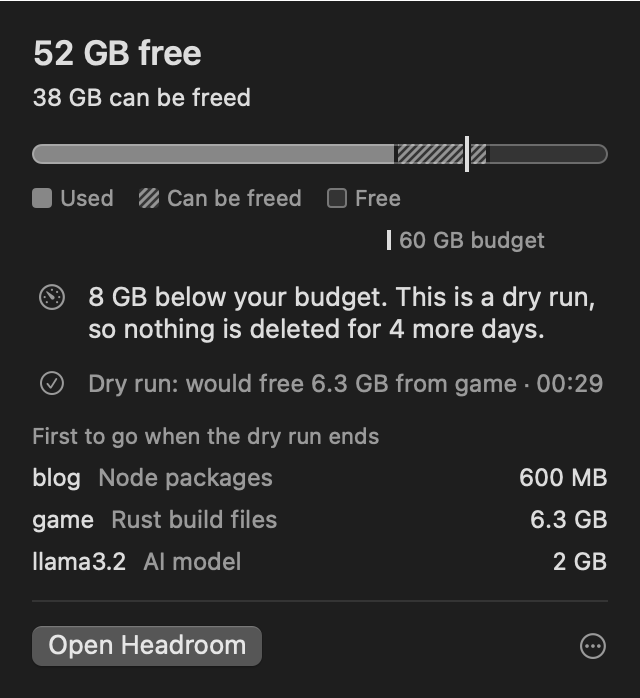 52 GB free
38 GB can be freed
Used Can be freed Free
60 GB budget
8 GB below your budget. This is a dry run,
so nothing is deleted for 4 more days.
Dry run: would free 6.3 GB from game · 00:29
First to go when the dry run ends
blog Node packages 600 MB
game Rust build files 6.3 GB
llama3.2 AI model 2 GB
Open Headroom